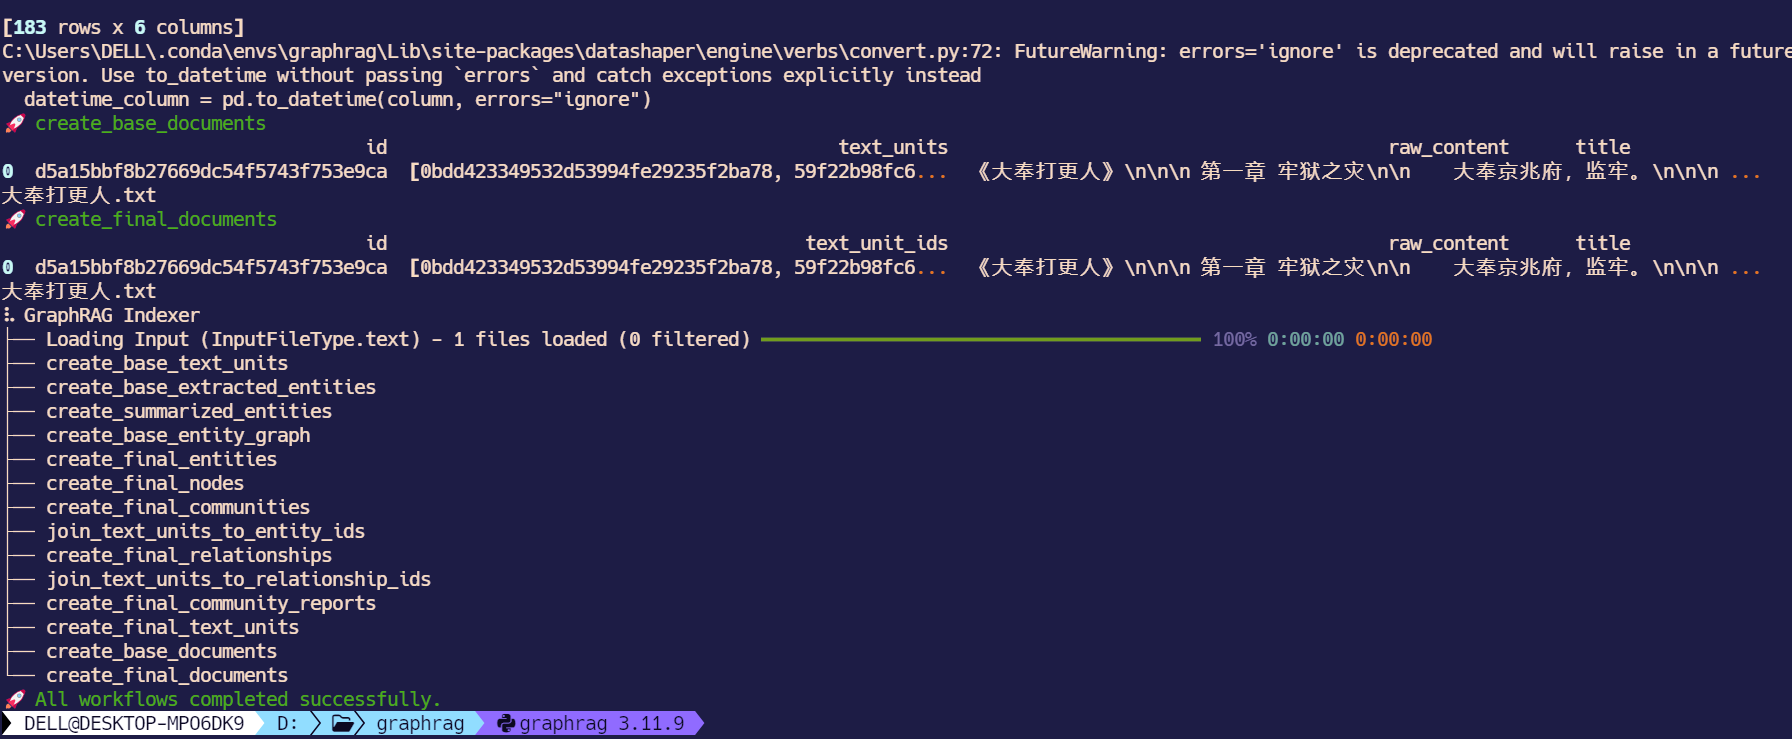 [183 rows x 6 columns]
C:\Users\DELL\.conda\envs\graphrag\Lib\site-packages\datashaper\engine\verbs\convert.py:72: FutureWarning: errors='ignore' is deprecated and will raise in a future
version. Use to_datetime without passing `errors` and catch exceptions explicitly instead
  datetime_column = pd.to_datetime(column, errors="ignore")
🚀 create_base_documents
                                 id                                         text_units                                        raw_content      title
0  d5a15bbf8b27669dc54f5743f753e9ca  [0bdd423349532d53994fe29235f2ba78, 59f22b98fc6...  《大奉打更人》\n\n\n 第一章 牢狱之灾\n\n    大奉京兆府，监牢。\n\n\n ...
大奉打更人.txt
🚀 create_final_documents
                                 id                                      text_unit_ids                                        raw_content      title
0  d5a15bbf8b27669dc54f5743f753e9ca  [0bdd423349532d53994fe29235f2ba78, 59f22b98fc6...  《大奉打更人》\n\n\n 第一章 牢狱之灾\n\n    大奉京兆府，监牢。\n\n\n ...
大奉打更人.txt
⠧ GraphRAG Indexer
├── Loading Input (InputFileType.text) - 1 files loaded (0 filtered) ━━━━━━━━━━━━━━━━━━━━━━━━━━━━━━━━━━━━━━━━ 100% 0:00:00 0:00:00
├── create_base_text_units
├── create_base_extracted_entities
├── create_summarized_entities
├── create_base_entity_graph
├── create_final_entities
├── create_final_nodes
├── create_final_communities
├── join_text_units_to_entity_ids
├── create_final_relationships
├── join_text_units_to_relationship_ids
├── create_final_community_reports
├── create_final_text_units
├── create_base_documents
└── create_final_documents
🚀 All workflows completed successfully.
DELL@DESKTOP-MPO6DK9 D: graphrag graphrag 3.11.9